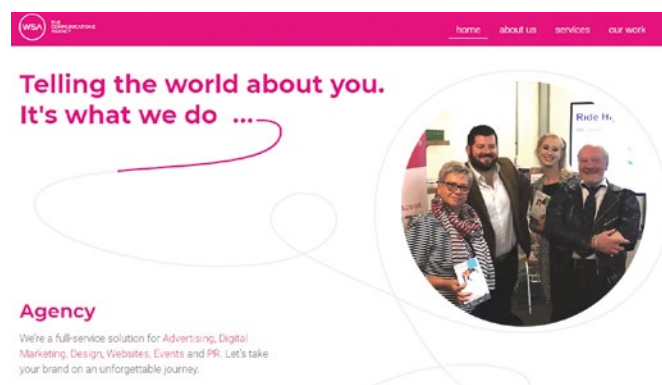 WSA THE
COMMUNICATIONS
AGENCY
home about us services our work
Telling the world about you.
It's what we do ...
Ride H
Agency
We're a full-service solution for Advertising, Digital
Marketing, Design, Websites, Events and PR. Let's take
your brand on an unforgettable journey.